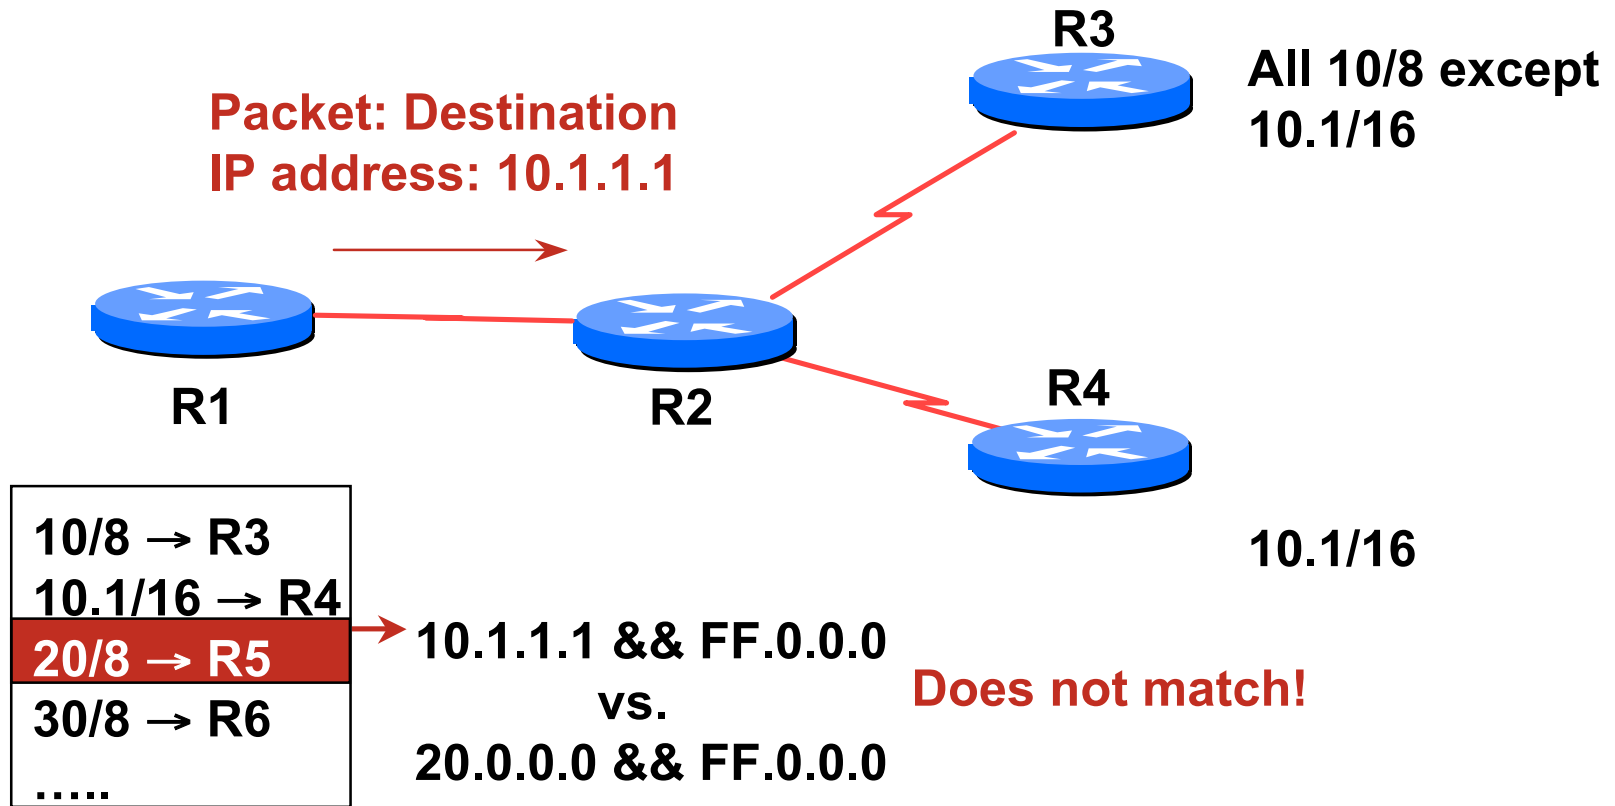 R3
All 10/8 except
10.1/16
Packet: Destination
IP address: 10.1.1.1
R1
R2
R4
10.1/16
10/8 → R3
10.1/16 → R4
20/8 → R5
30/8 → R6
.....
10.1.1.1 && FF.0.0.0
vs.
20.0.0.0 && FF.0.0.0
Does not match!